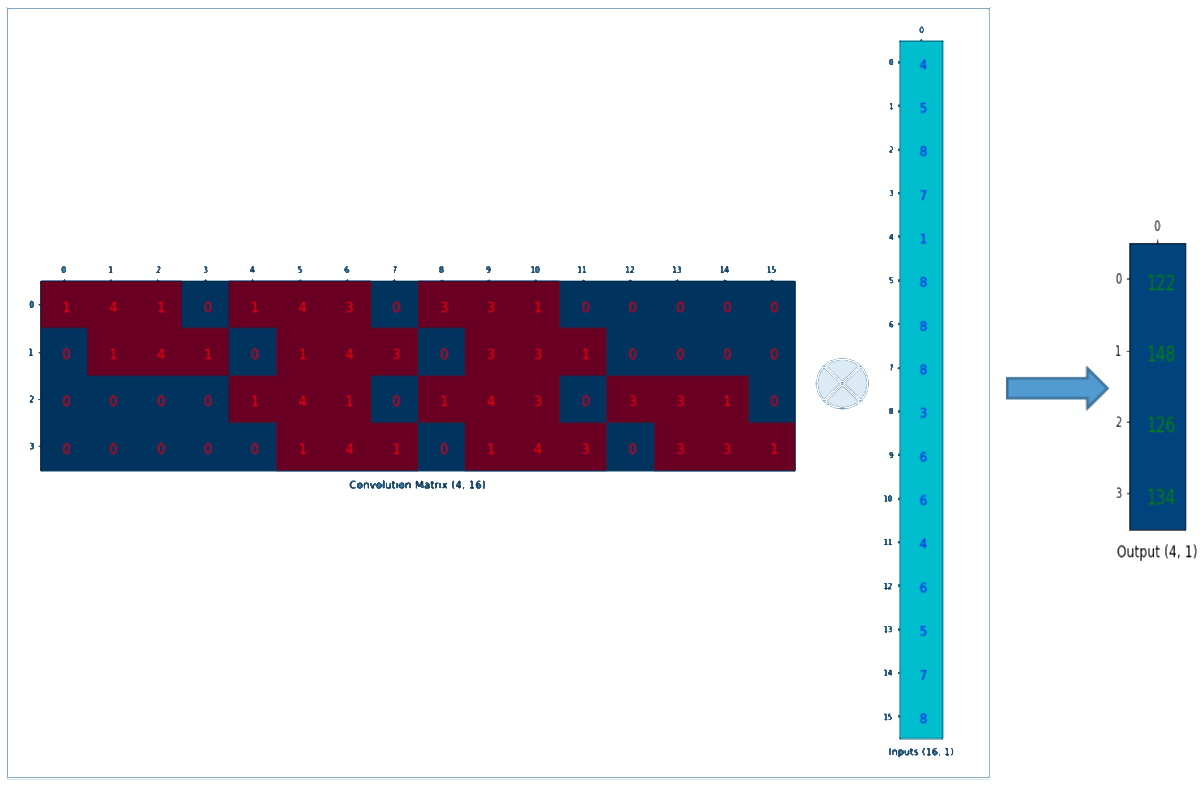 0 1 2 3 4 5 6 7 8 9 10 11 12 13 14 15
0 1 4 1 0 1 4 3 0 3 3 1 0 0 0 0 0
1 0 1 4 1 0 1 4 3 0 3 3 1 0 0 0 0
2 0 0 0 0 1 4 1 0 1 4 3 0 3 3 1 0
3 0 0 0 0 0 1 4 1 0 1 4 3 0 3 3 1
Convolution Matrix (4, 16)
0
0 4
1 5
2 8
3 7
4 1
5 8
6 8
7 8
8 3
9 6
10 6
11 4
12 6
13 5
14 7
15 8
Inputs (16, 1)
0
0 122
1 148
2 126
3 134
Output (4, 1)